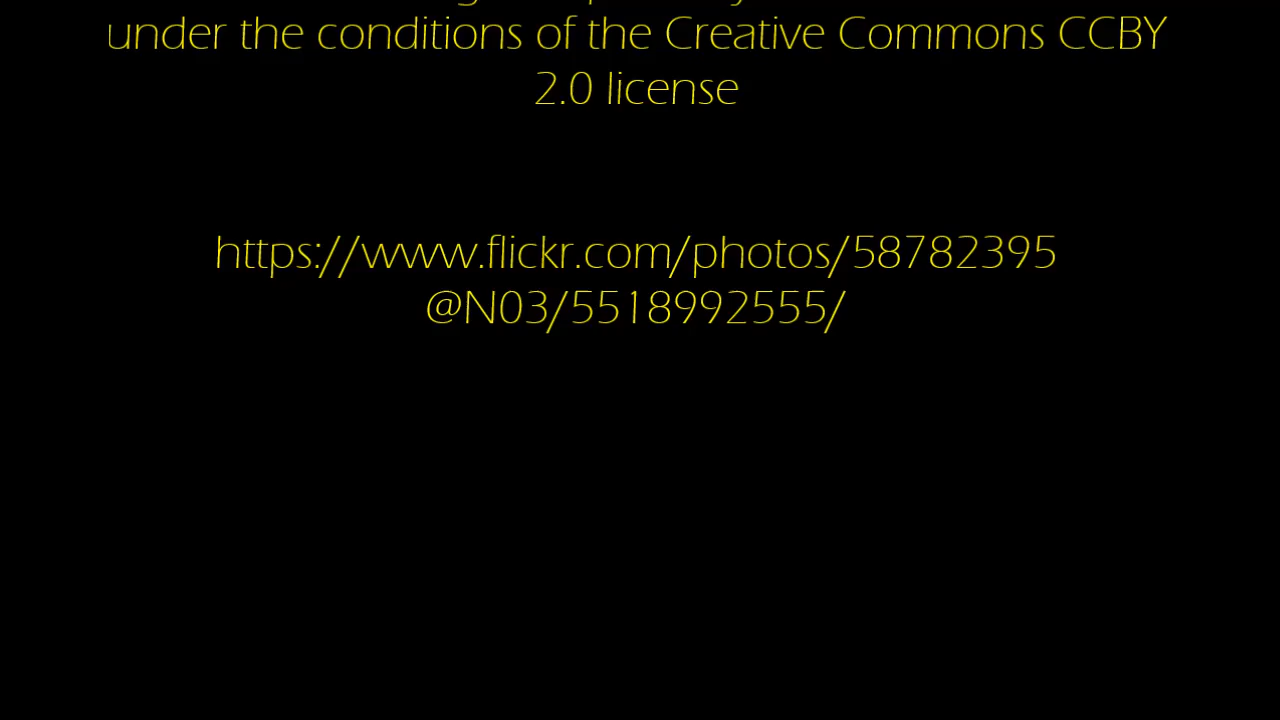 under the conditions of the Creative Commons CCBY
2.0 license
https://www.flickr.com/photos/58782395
@N03/5518992555/